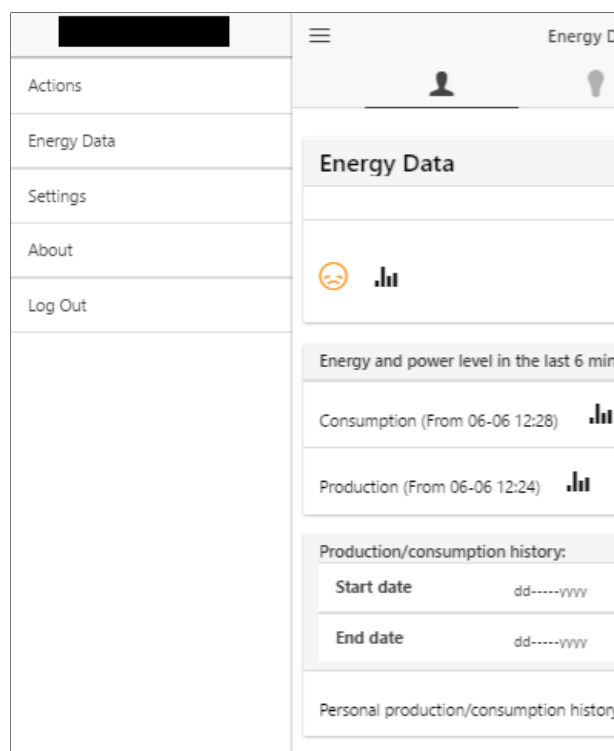 Actions
Energy Data
Settings
About
Log Out
Energy D
Energy Data
Energy and power level in the last 6 min
Consumption (From 06-06 12:28)
Production (From 06-06 12:24)
Production/consumption history:
Start date dd-----yyyy
End date dd-----yyyy
Personal production/consumption history